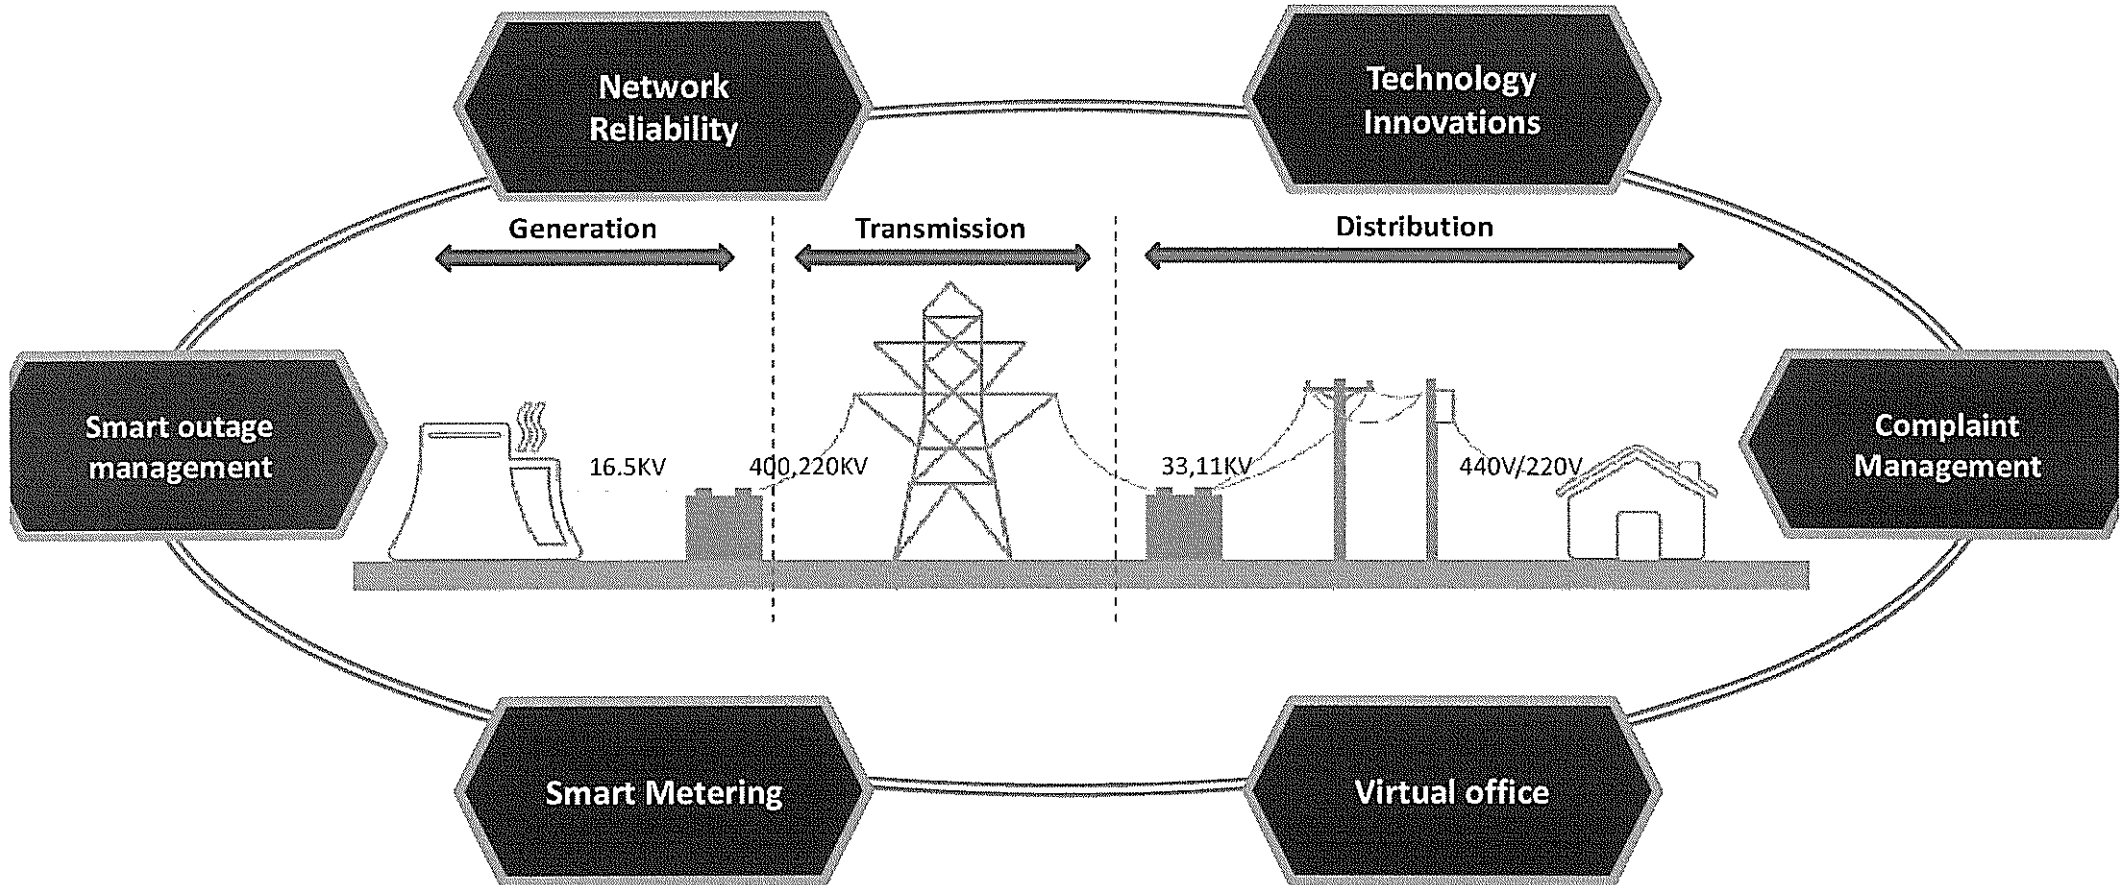 Network
Reliability
Technology
Innovations
Generation
Transmission
Distribution
Smart outage
management
16.5KV
400,220KV
33,11KV
440V/220V
Complaint
Management
Smart Metering
Virtual office